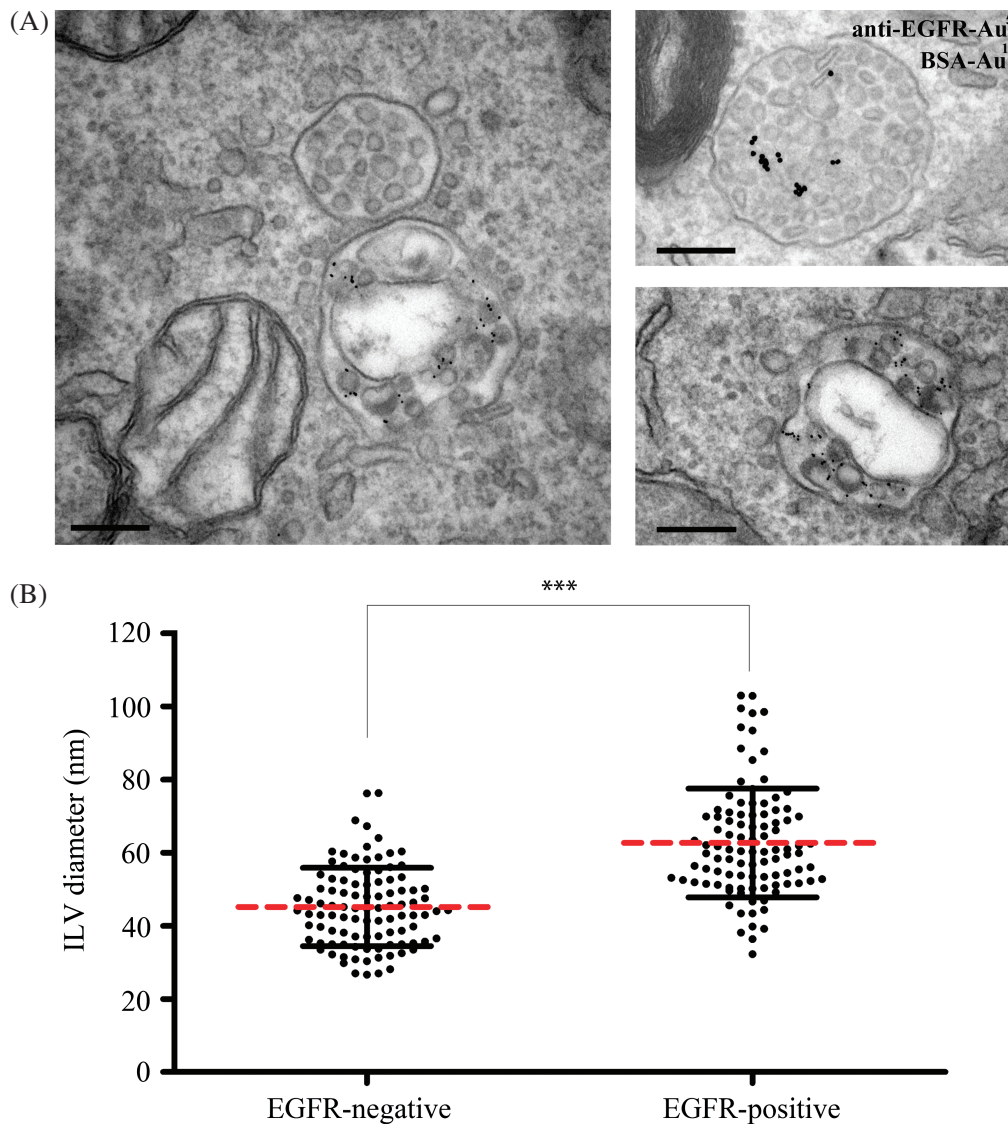 (A)
anti-EGFR-Au
1
BSA-Au
(B)
***
120
100
80
60
40
20
0
ILV diameter (nm)
EGFR-negative
EGFR-positive